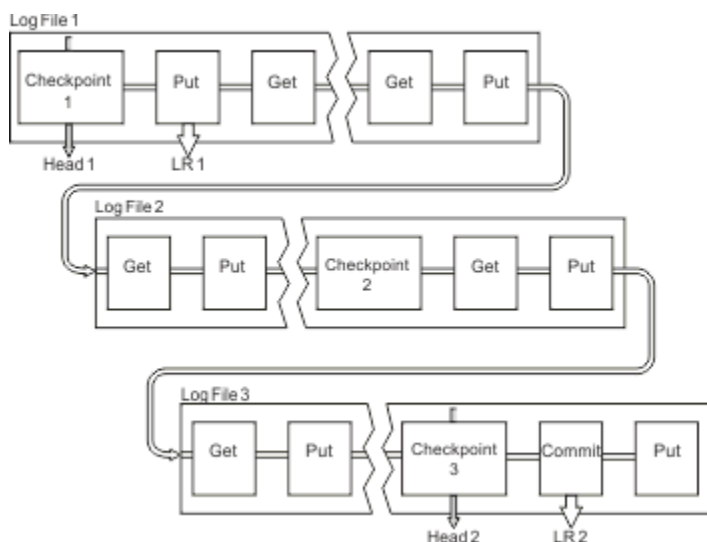 Log File 1
Checkpoint
1
Put
Get
Get
Put
Head 1
LR 1
Log File 2
Get
Put
Checkpoint
2
Get
Put
Log File 3
Get
Put
Checkpoint
3
Commit
Put
Head 2
LR 2